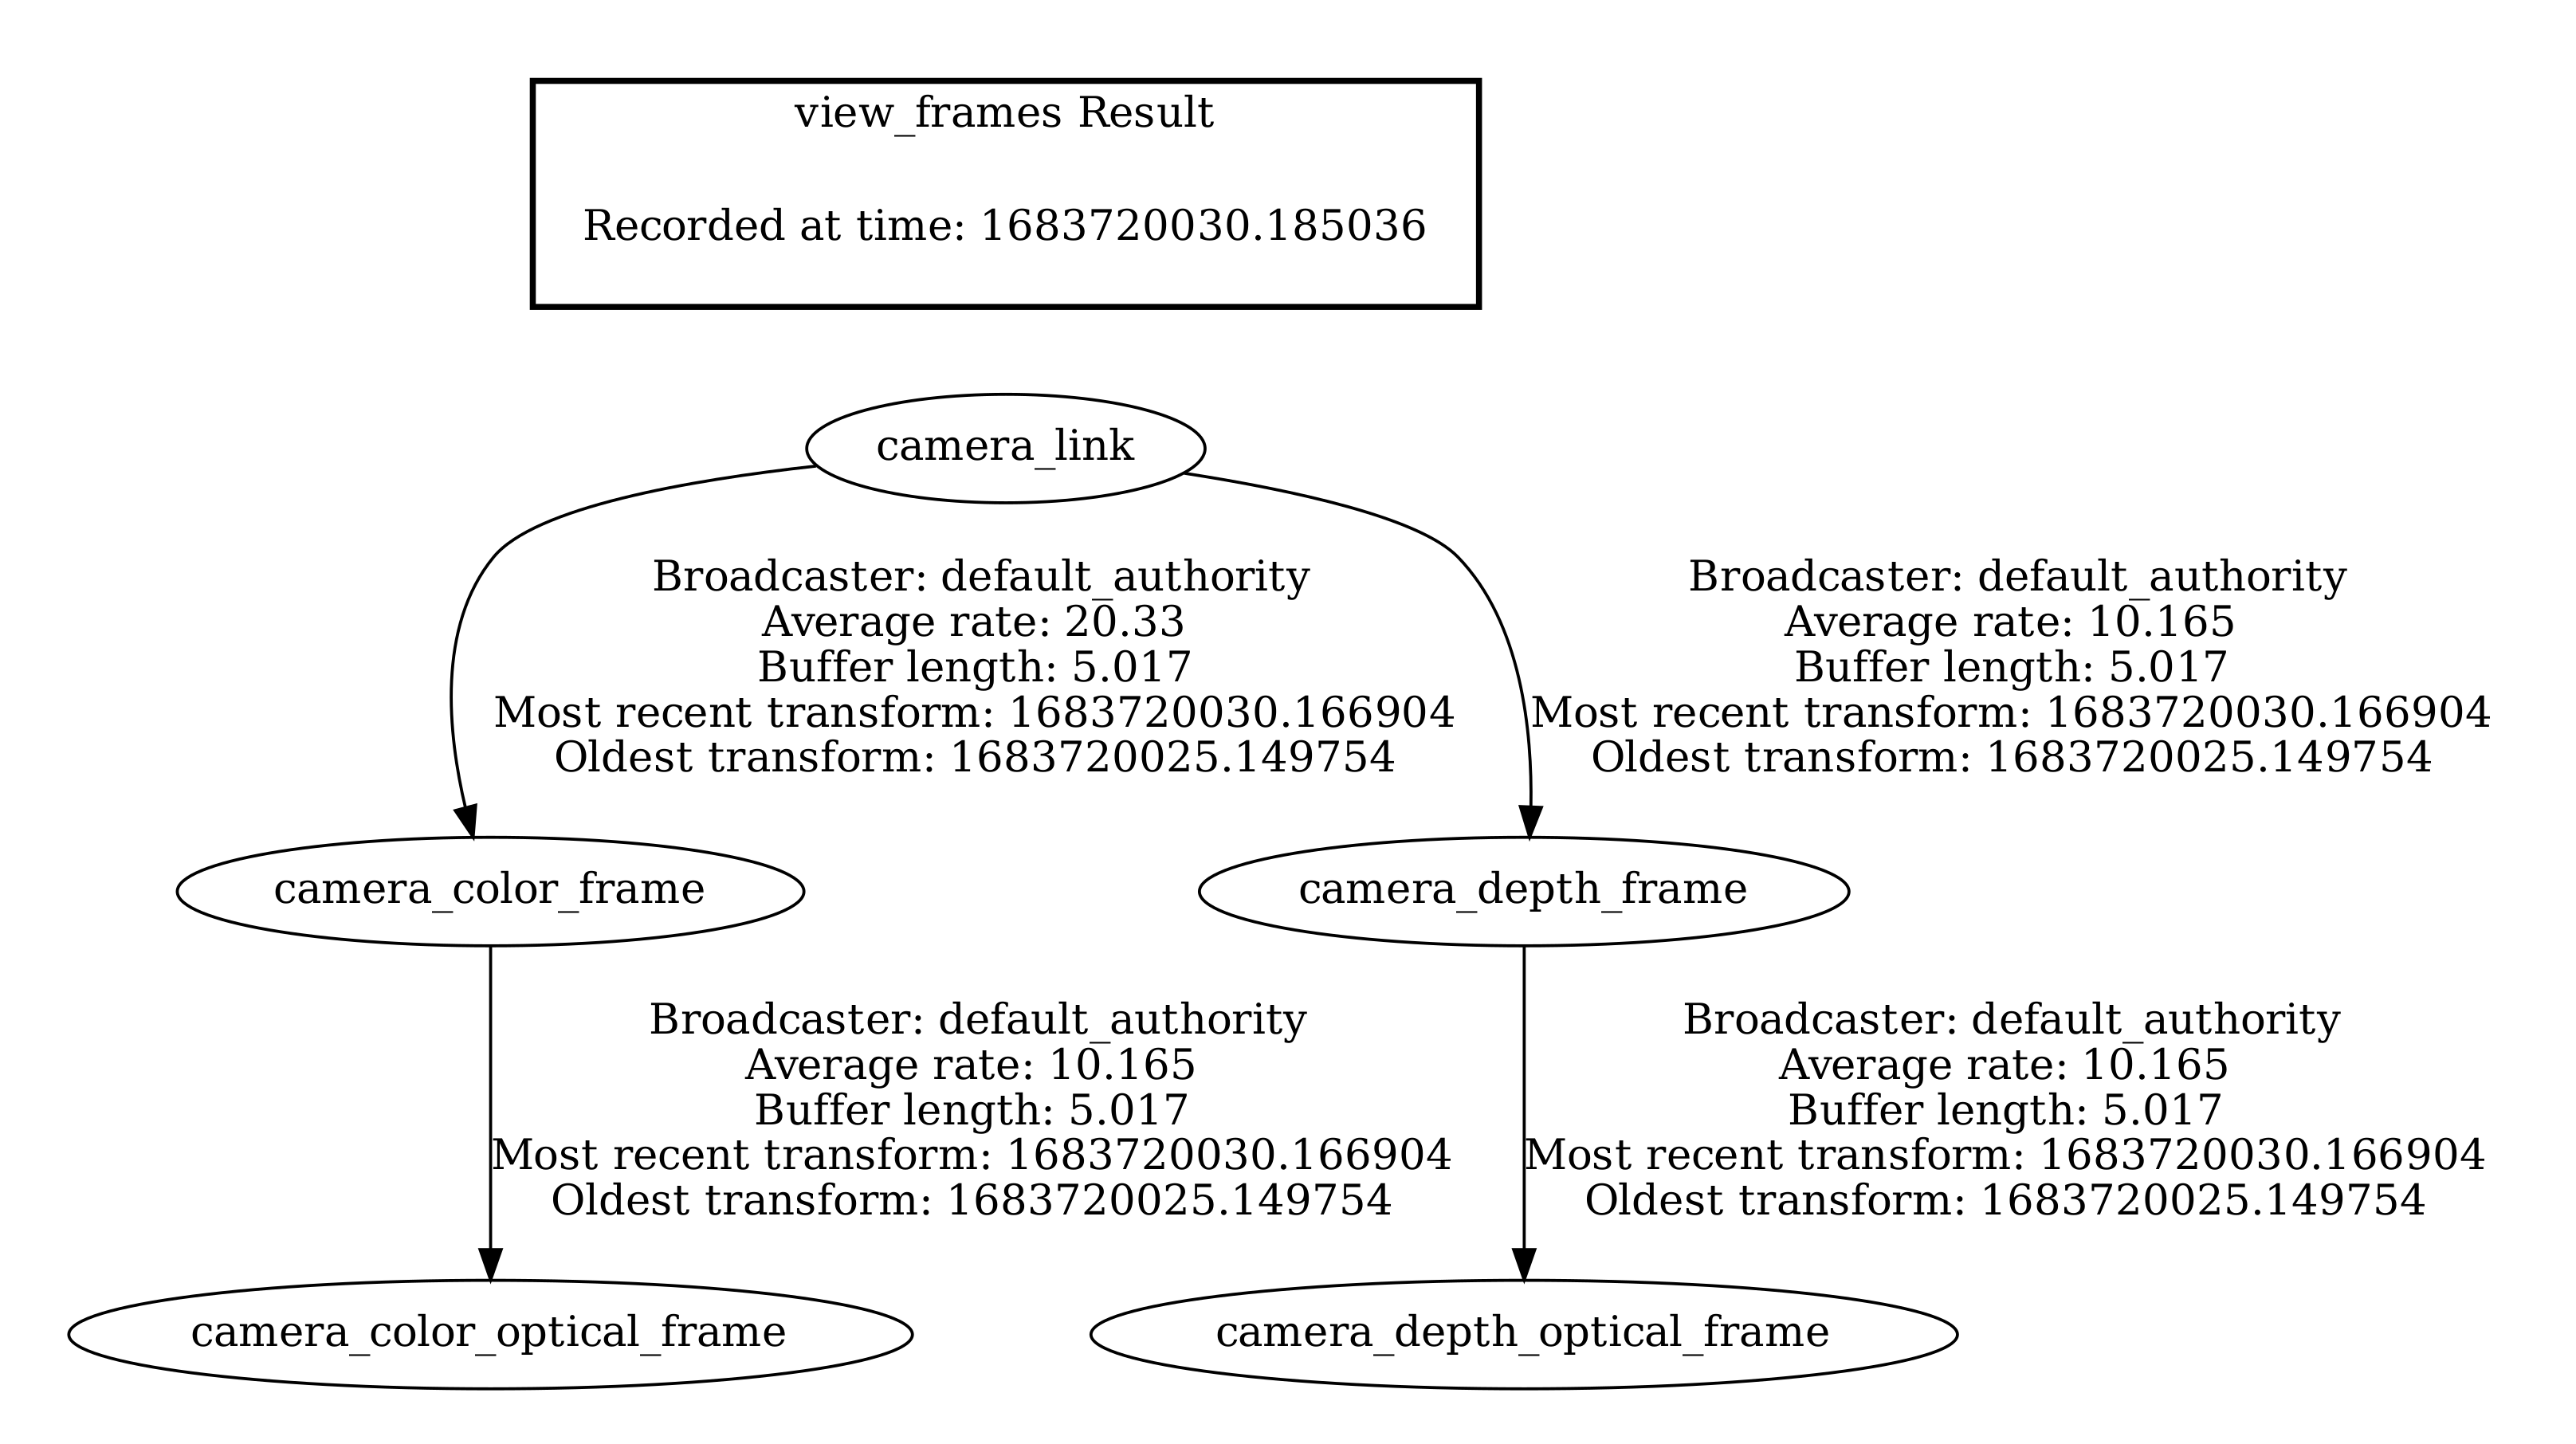 view_frames Result
Recorded at time: 1683720030.185036
camera_link
Broadcaster: default_authority
Average rate: 20.33
Buffer length: 5.017
Most recent transform: 1683720030.166904
Oldest transform: 1683720025.149754
Broadcaster: default_authority
Average rate: 10.165
Buffer length: 5.017
Most recent transform: 1683720030.166904
Oldest transform: 1683720025.149754
camera_color_frame
camera_depth_frame
Broadcaster: default_authority
Average rate: 10.165
Buffer length: 5.017
Most recent transform: 1683720030.166904
Oldest transform: 1683720025.149754
Broadcaster: default_authority
Average rate: 10.165
Buffer length: 5.017
Most recent transform: 1683720030.166904
Oldest transform: 1683720025.149754
camera_color_optical_frame
camera_depth_optical_frame